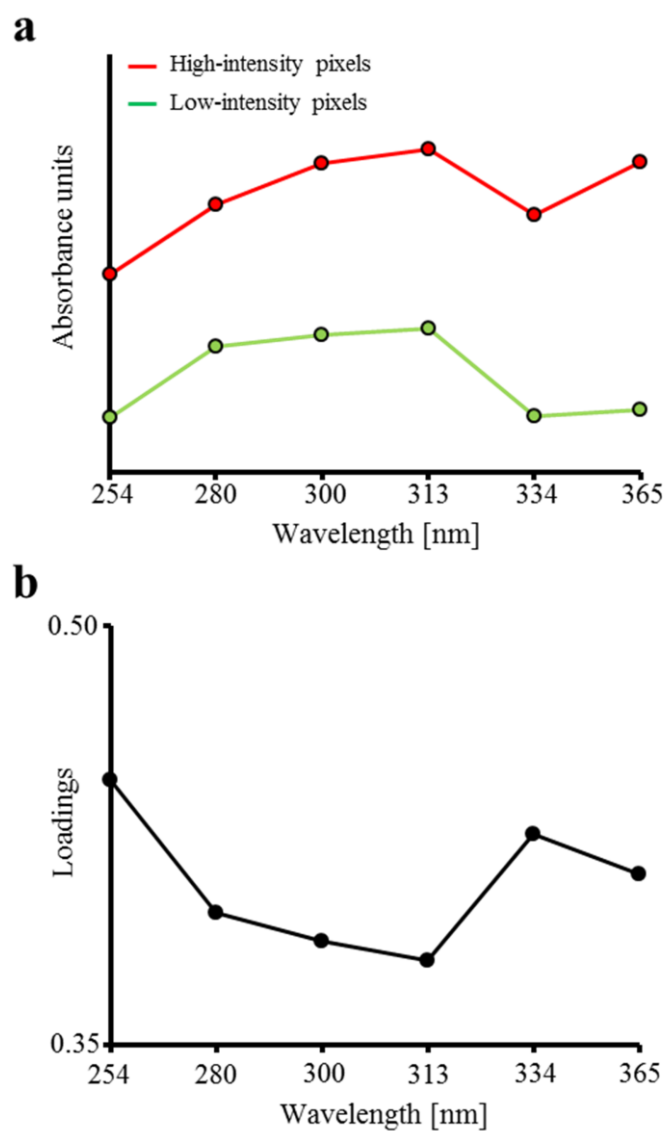 a
High-intensity pixels
Low-intensity pixels
Absorbance units
254 280 300 313 334 365
Wavelength [nm]
b
0.50
Loadings
0.35
254 280 300 313 334 365
Wavelength [nm]